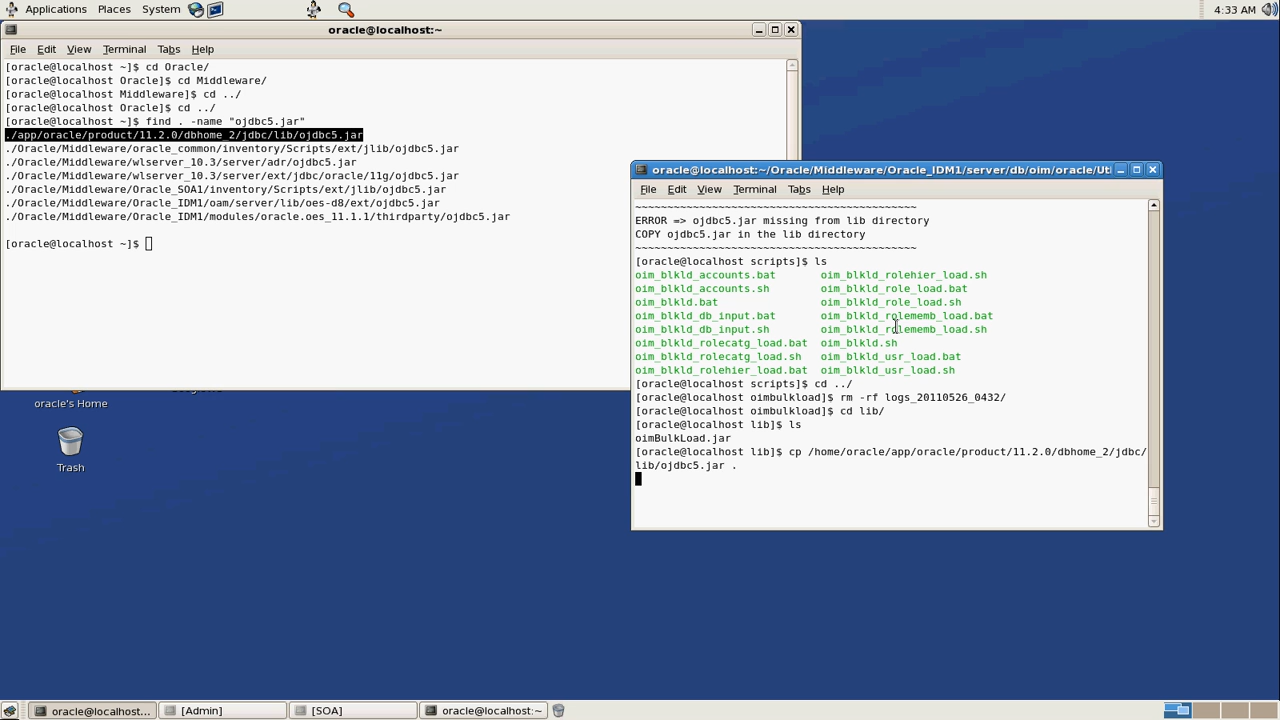 Applications Places System
4:33 AM
oracle@localhost:~
File Edit View Terminal Tabs Help
[oracle@localhost ~]$ cd Oracle/
[oracle@localhost Oracle]$ cd Middleware/
[oracle@localhost Middleware]$ cd ../
[oracle@localhost Oracle]$ cd ../
[oracle@localhost ~]$ find . -name "ojdbc5.jar"
./app/oracle/product/11.2.0/dbhome_2/jdbc/lib/ojdbc5.jar
./Oracle/Middleware/oracle_common/inventory/Scripts/ext/jlib/ojdbc5.jar
./Oracle/Middleware/wlserver_10.3/server/adr/ojdbc5.jar
./Oracle/Middleware/wlserver_10.3/server/ext/jdbc/oracle/11g/ojdbc5.jar
./Oracle/Middleware/Oracle_SOA1/inventory/Scripts/ext/jlib/ojdbc5.jar
./Oracle/Middleware/Oracle_IDM1/oam/server/lib/oes-d8/ext/ojdbc5.jar
./Oracle/Middleware/Oracle_IDM1/modules/oracle.oes_11.1.1/thirdparty/ojdbc5.jar
[oracle@localhost ~]$
oracle@localhost:~/Oracle/Middleware/Oracle_IDM1/server/db/oim/oracle/Uti
File Edit View Terminal Tabs Help
~~~~~~~~~~~~~~~~~~~~~~~~~~~~~~~~~~~~~~~~~~~~
ERROR => ojdbc5.jar missing from lib directory
COPY ojdbc5.jar in the lib directory
~~~~~~~~~~~~~~~~~~~~~~~~~~~~~~~~~~~~~~~~~~~~
[oracle@localhost scripts]$ ls
oim_blkld_accounts.bat oim_blkld_rolehier_load.sh
oim_blkld_accounts.sh oim_blkld_role_load.bat
oim_blkld.bat oim_blkld_role_load.sh
oim_blkld_db_input.bat oim_blkld_rolememb_load.bat
oim_blkld_db_input.sh oim_blkld_rolememb_load.sh
oim_blkld_rolecatg_load.bat oim_blkld.sh
oim_blkld_rolecatg_load.sh oim_blkld_usr_load.bat
oim_blkld_rolehier_load.bat oim_blkld_usr_load.sh
[oracle@localhost scripts]$ cd ../
[oracle@localhost oimbulkload]$ rm -rf logs_20110526_0432/
[oracle@localhost oimbulkload]$ cd lib/
[oracle@localhost lib]$ ls
oimBulkLoad.jar
[oracle@localhost lib]$ cp /home/oracle/app/oracle/product/11.2.0/dbhome_2/jdbc/
lib/ojdbc5.jar .
oracle's Home
Trash
oracle@localhost... [Admin] [SOA] oracle@localhost:~